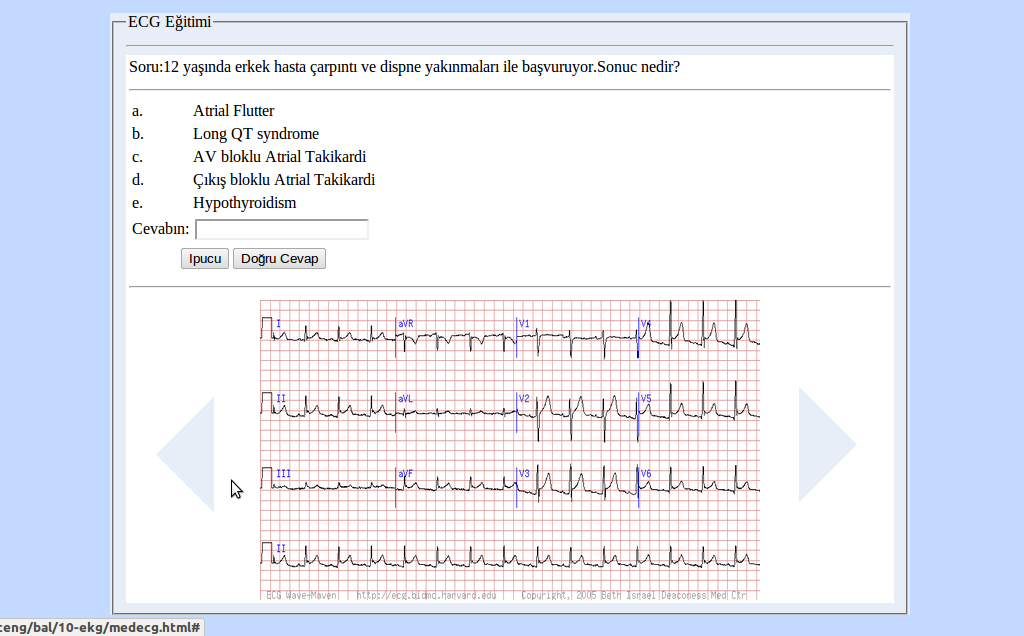 ECG Eğitimi
Soru:12 yaşında erkek hasta çarpıntı ve dispne yakınmaları ile başvuruyor.Sonuc nedir?
a. Atrial Flutter
b. Long QT syndrome
c. AV bloklu Atrial Takikardi
d. Çıkış bloklu Atrial Takikardi
e. Hypothyroidism
Cevabın:
Ipucu Doğru Cevap
I aVR V1 V4
II aVL V2 V5
III aVF V3 V6
II
ECG Wave-Maven http://ecg.bidmc.harvard.edu Copyright, 2005 Beth Israel Deaconess Med Ctr
ceng/bal/10-ekg/medecg.html#